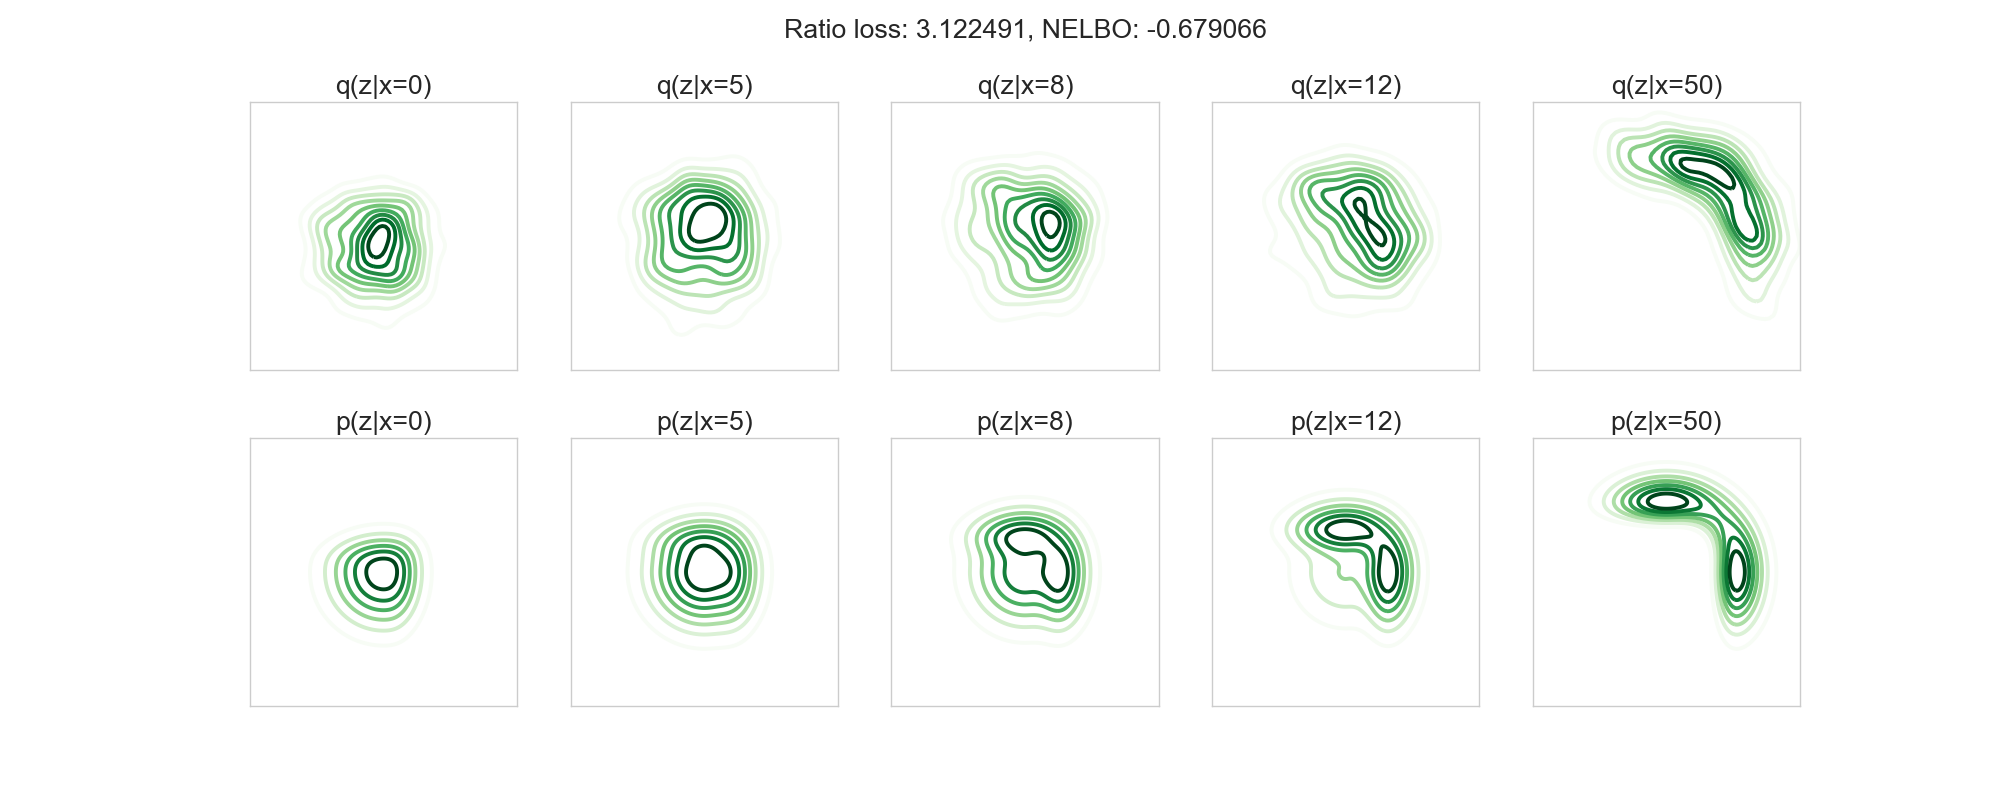 Ratio loss: 3.122491, NELBO: -0.679066
q(z|x=0) q(z|x=5) q(z|x=8) q(z|x=12) q(z|x=50)
p(z|x=0) p(z|x=5) p(z|x=8) p(z|x=12) p(z|x=50)